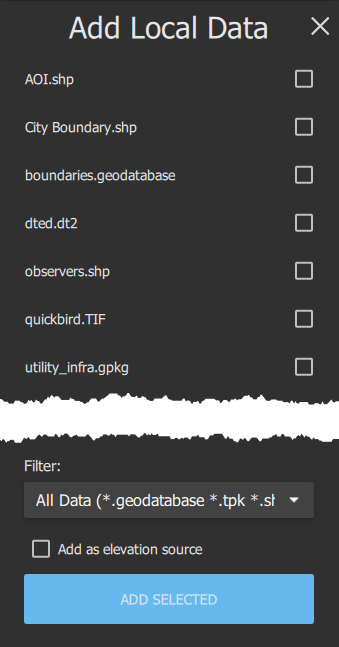 Add Local Data
AOI.shp
City Boundary.shp
boundaries.geodatabase
dted.dt2
observers.shp
quickbird.TIF
utility_infra.gpkg
Filter:
All Data (*.geodatabase *.tpk *.sh
Add as elevation source
ADD SELECTED